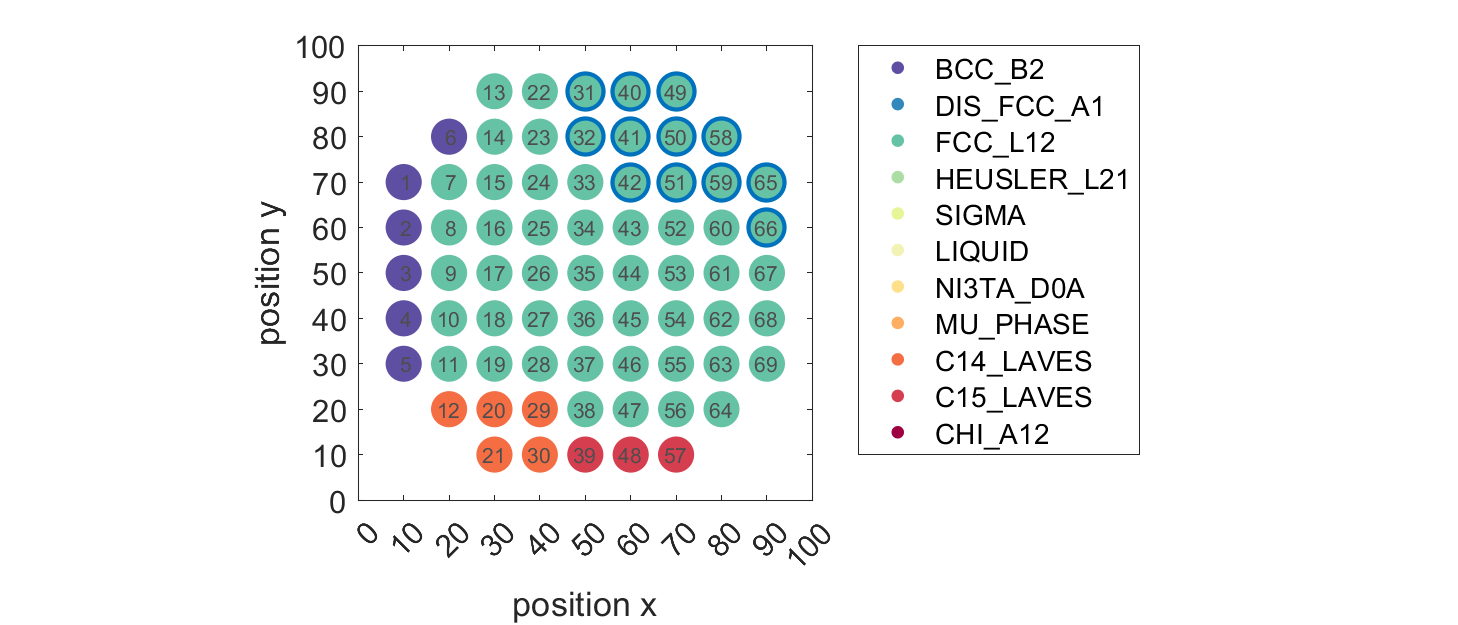 100
90 13 22 31 40 49
80 6 14 23 32 41 50 58
70 1 7 15 24 33 42 51 59 65
60 2 8 16 25 34 43 52 60 66
50 3 9 17 26 35 44 53 61 67
40 4 10 18 27 36 45 54 62 68
30 5 11 19 28 37 46 55 63 69
20 12 20 29 38 47 56 64
10 21 30 39 48 57
0
0 10 20 30 40 50 60 70 80 90 100
position x
position y
BCC_B2
DIS_FCC_A1
FCC_L12
HEUSLER_L21
SIGMA
LIQUID
NI3TA_D0A
MU_PHASE
C14_LAVES
C15_LAVES
CHI_A12